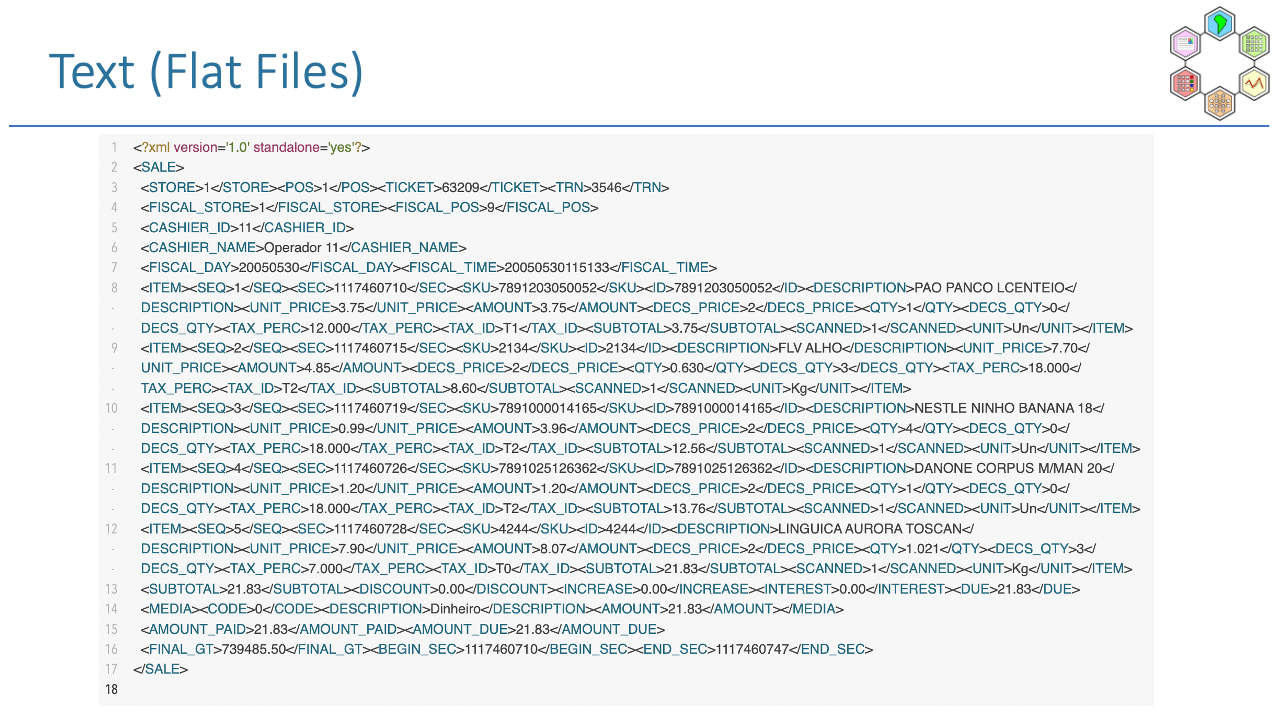 Text (Flat Files)
1 <?xml version='1.0' standalone='yes'?>
2 <SALE>
3 <STORE>1</STORE><POS>1</POS><TICKET>63209</TICKET><TRN>3546</TRN>
4 <FISCAL_STORE>1</FISCAL_STORE><FISCAL_POS>9</FISCAL_POS>
5 <CASHIER_ID>11</CASHIER_ID>
6 <CASHIER_NAME>Operador 11</CASHIER_NAME>
7 <FISCAL_DAY>20050530</FISCAL_DAY><FISCAL_TIME>20050530115133</FISCAL_TIME>
8 <ITEM><SEQ>1</SEQ><SEC>1117460710</SEC><SKU>7891203050052</SKU><ID>7891203050052</ID><DESCRIPTION>PAO PANCO LCENTEIO</
- DESCRIPTION><UNIT_PRICE>3.75</UNIT_PRICE><AMOUNT>3.75</AMOUNT><DECS_PRICE>2</DECS_PRICE><QTY>1</QTY><DECS_QTY>0</
- DECS_QTY><TAX_PERC>12.000</TAX_PERC><TAX_ID>T1</TAX_ID><SUBTOTAL>3.75</SUBTOTAL><SCANNED>1</SCANNED><UNIT>Un</UNIT></ITEM>
9 <ITEM><SEQ>2</SEQ><SEC>1117460715</SEC><SKU>2134</SKU><ID>2134</ID><DESCRIPTION>FLV ALHO</DESCRIPTION><UNIT_PRICE>7.70</
- UNIT_PRICE><AMOUNT>4.85</AMOUNT><DECS_PRICE>2</DECS_PRICE><QTY>0.630</QTY><DECS_QTY>3</DECS_QTY><TAX_PERC>18.000</
- TAX_PERC><TAX_ID>T2</TAX_ID><SUBTOTAL>8.60</SUBTOTAL><SCANNED>1</SCANNED><UNIT>Kg</UNIT></ITEM>
10 <ITEM><SEQ>3</SEQ><SEC>1117460719</SEC><SKU>7891000014165</SKU><ID>7891000014165</ID><DESCRIPTION>NESTLE NINHO BANANA 18</
- DESCRIPTION><UNIT_PRICE>0.99</UNIT_PRICE><AMOUNT>3.96</AMOUNT><DECS_PRICE>2</DECS_PRICE><QTY>4</QTY><DECS_QTY>0</
- DECS_QTY><TAX_PERC>18.000</TAX_PERC><TAX_ID>T2</TAX_ID><SUBTOTAL>12.56</SUBTOTAL><SCANNED>1</SCANNED><UNIT>Un</UNIT></ITEM>
11 <ITEM><SEQ>4</SEQ><SEC>1117460726</SEC><SKU>7891025126362</SKU><ID>7891025126362</ID><DESCRIPTION>DANONE CORPUS M/MAN 20</
- DESCRIPTION><UNIT_PRICE>1.20</UNIT_PRICE><AMOUNT>1.20</AMOUNT><DECS_PRICE>2</DECS_PRICE><QTY>1</QTY><DECS_QTY>0</
- DECS_QTY><TAX_PERC>18.000</TAX_PERC><TAX_ID>T2</TAX_ID><SUBTOTAL>13.76</SUBTOTAL><SCANNED>1</SCANNED><UNIT>Un</UNIT></ITEM>
12 <ITEM><SEQ>5</SEQ><SEC>1117460728</SEC><SKU>4244</SKU><ID>4244</ID><DESCRIPTION>LINGUICA AURORA TOSCAN</
- DESCRIPTION><UNIT_PRICE>7.90</UNIT_PRICE><AMOUNT>8.07</AMOUNT><DECS_PRICE>2</DECS_PRICE><QTY>1.021</QTY><DECS_QTY>3</
- DECS_QTY><TAX_PERC>7.000</TAX_PERC><TAX_ID>T0</TAX_ID><SUBTOTAL>21.83</SUBTOTAL><SCANNED>1</SCANNED><UNIT>Kg</UNIT></ITEM>
13 <SUBTOTAL>21.83</SUBTOTAL><DISCOUNT>0.00</DISCOUNT><INCREASE>0.00</INCREASE><INTEREST>0.00</INTEREST><DUE>21.83</DUE>
14 <MEDIA><CODE>0</CODE><DESCRIPTION>Dinheiro</DESCRIPTION><AMOUNT>21.83</AMOUNT></MEDIA>
15 <AMOUNT_PAID>21.83</AMOUNT_PAID><AMOUNT_DUE>21.83</AMOUNT_DUE>
16 <FINAL_GT>739485.50</FINAL_GT><BEGIN_SEC>1117460710</BEGIN_SEC><END_SEC>1117460747</END_SEC>
17 </SALE>
18